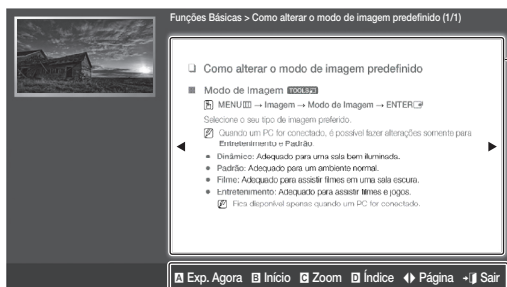 Funções Básicas > Como alterar o modo de imagem predefinido (1/1)
Como alterar o modo de imagem predefinido
Modo de Imagem TOOLS
MENU → Imagem → Modo de Imagem → ENTER
Selecione o seu tipo de imagem preferido.
Quando um PC for conectado, é possível fazer alterações somente para
Entretenimento e Padrão.
Dinâmico: Adequado para uma sala bem iluminada.
Padrão: Adequado para um ambiente normal.
Filme: Adequado para assistir filmes em uma sala escura.
Entretenimento: Adequado para assistir filmes e jogos.
Fica disponível apenas quando um PC for conectado.
A Exp. Agora B Início C Zoom D Índice Página Sair